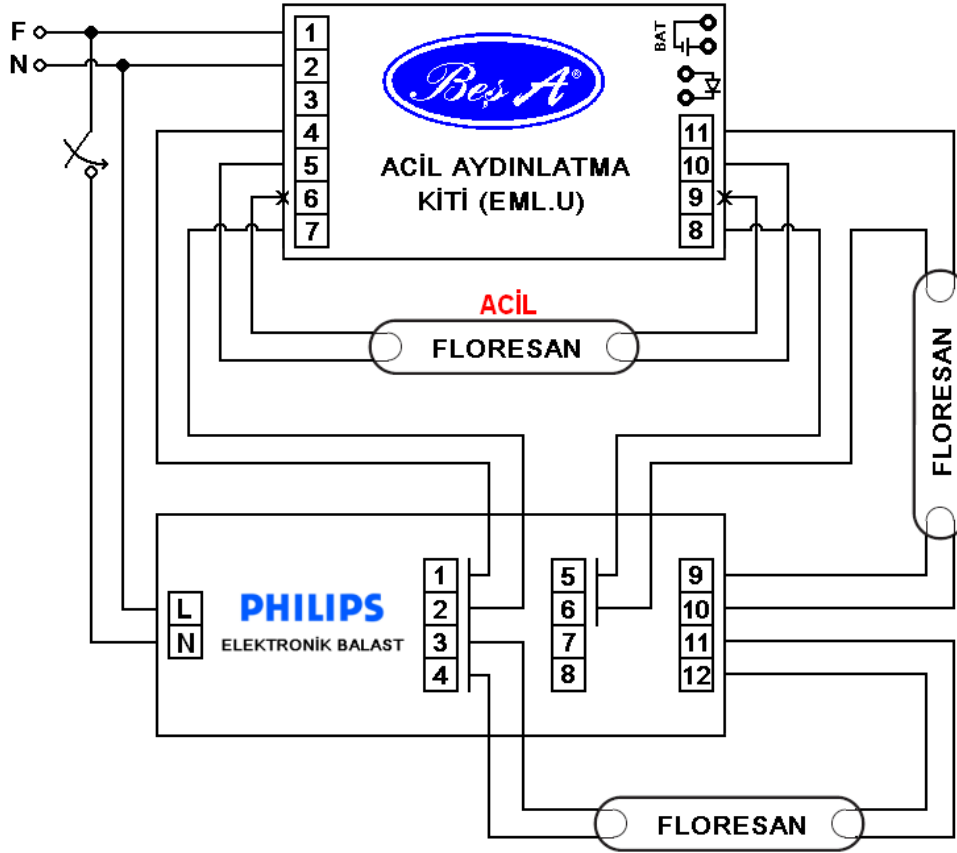 F
N
1
2
3
4
5
6
7
Beş A®
ACİL AYDINLATMA
KİTİ (EML.U)
BAT
11
10
9
8
ACİL
FLORESAN
FLORESAN
L
N
PHILIPS
ELEKTRONİK BALAST
1
2
3
4
5
6
7
8
9
10
11
12
FLORESAN